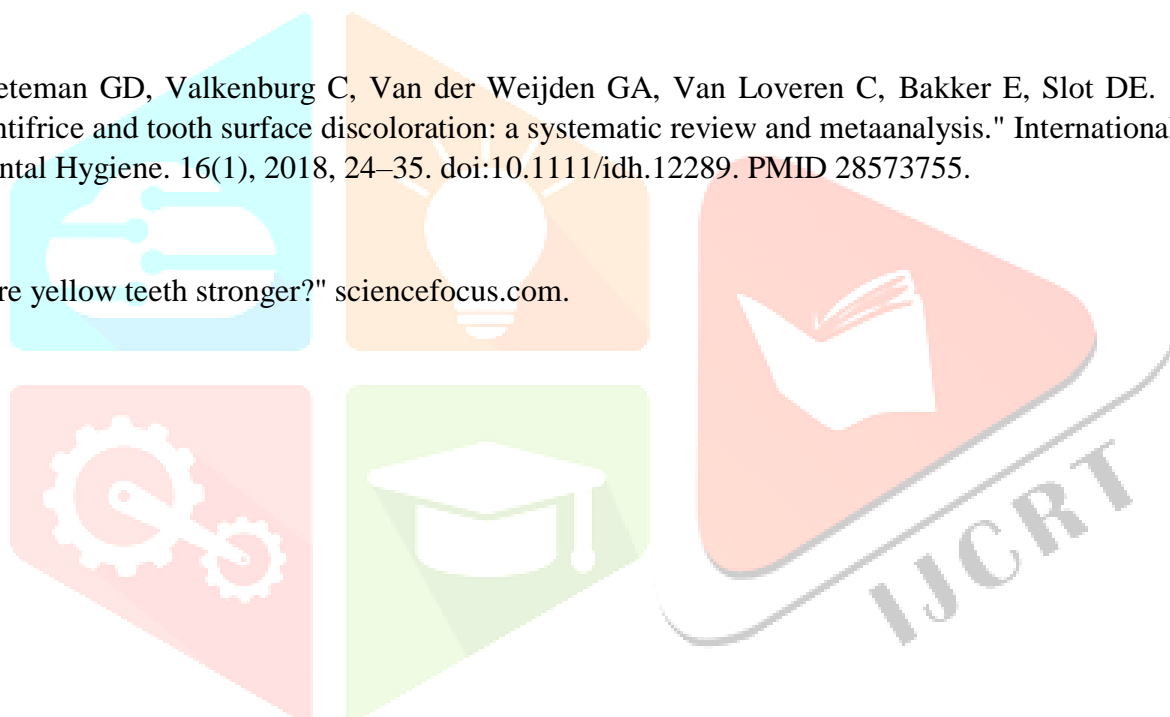 eteman GD, Valkenburg C, Van der Weijden GA, Van Loveren C, Bakker E, Slot DE.
ntifrice and tooth surface discoloration: a systematic review and metaanalysis." International
ntal Hygiene. 16(1), 2018, 24–35. doi:10.1111/idh.12289. PMID 28573755.
re yellow teeth stronger?" sciencefocus.com.
IJCRT